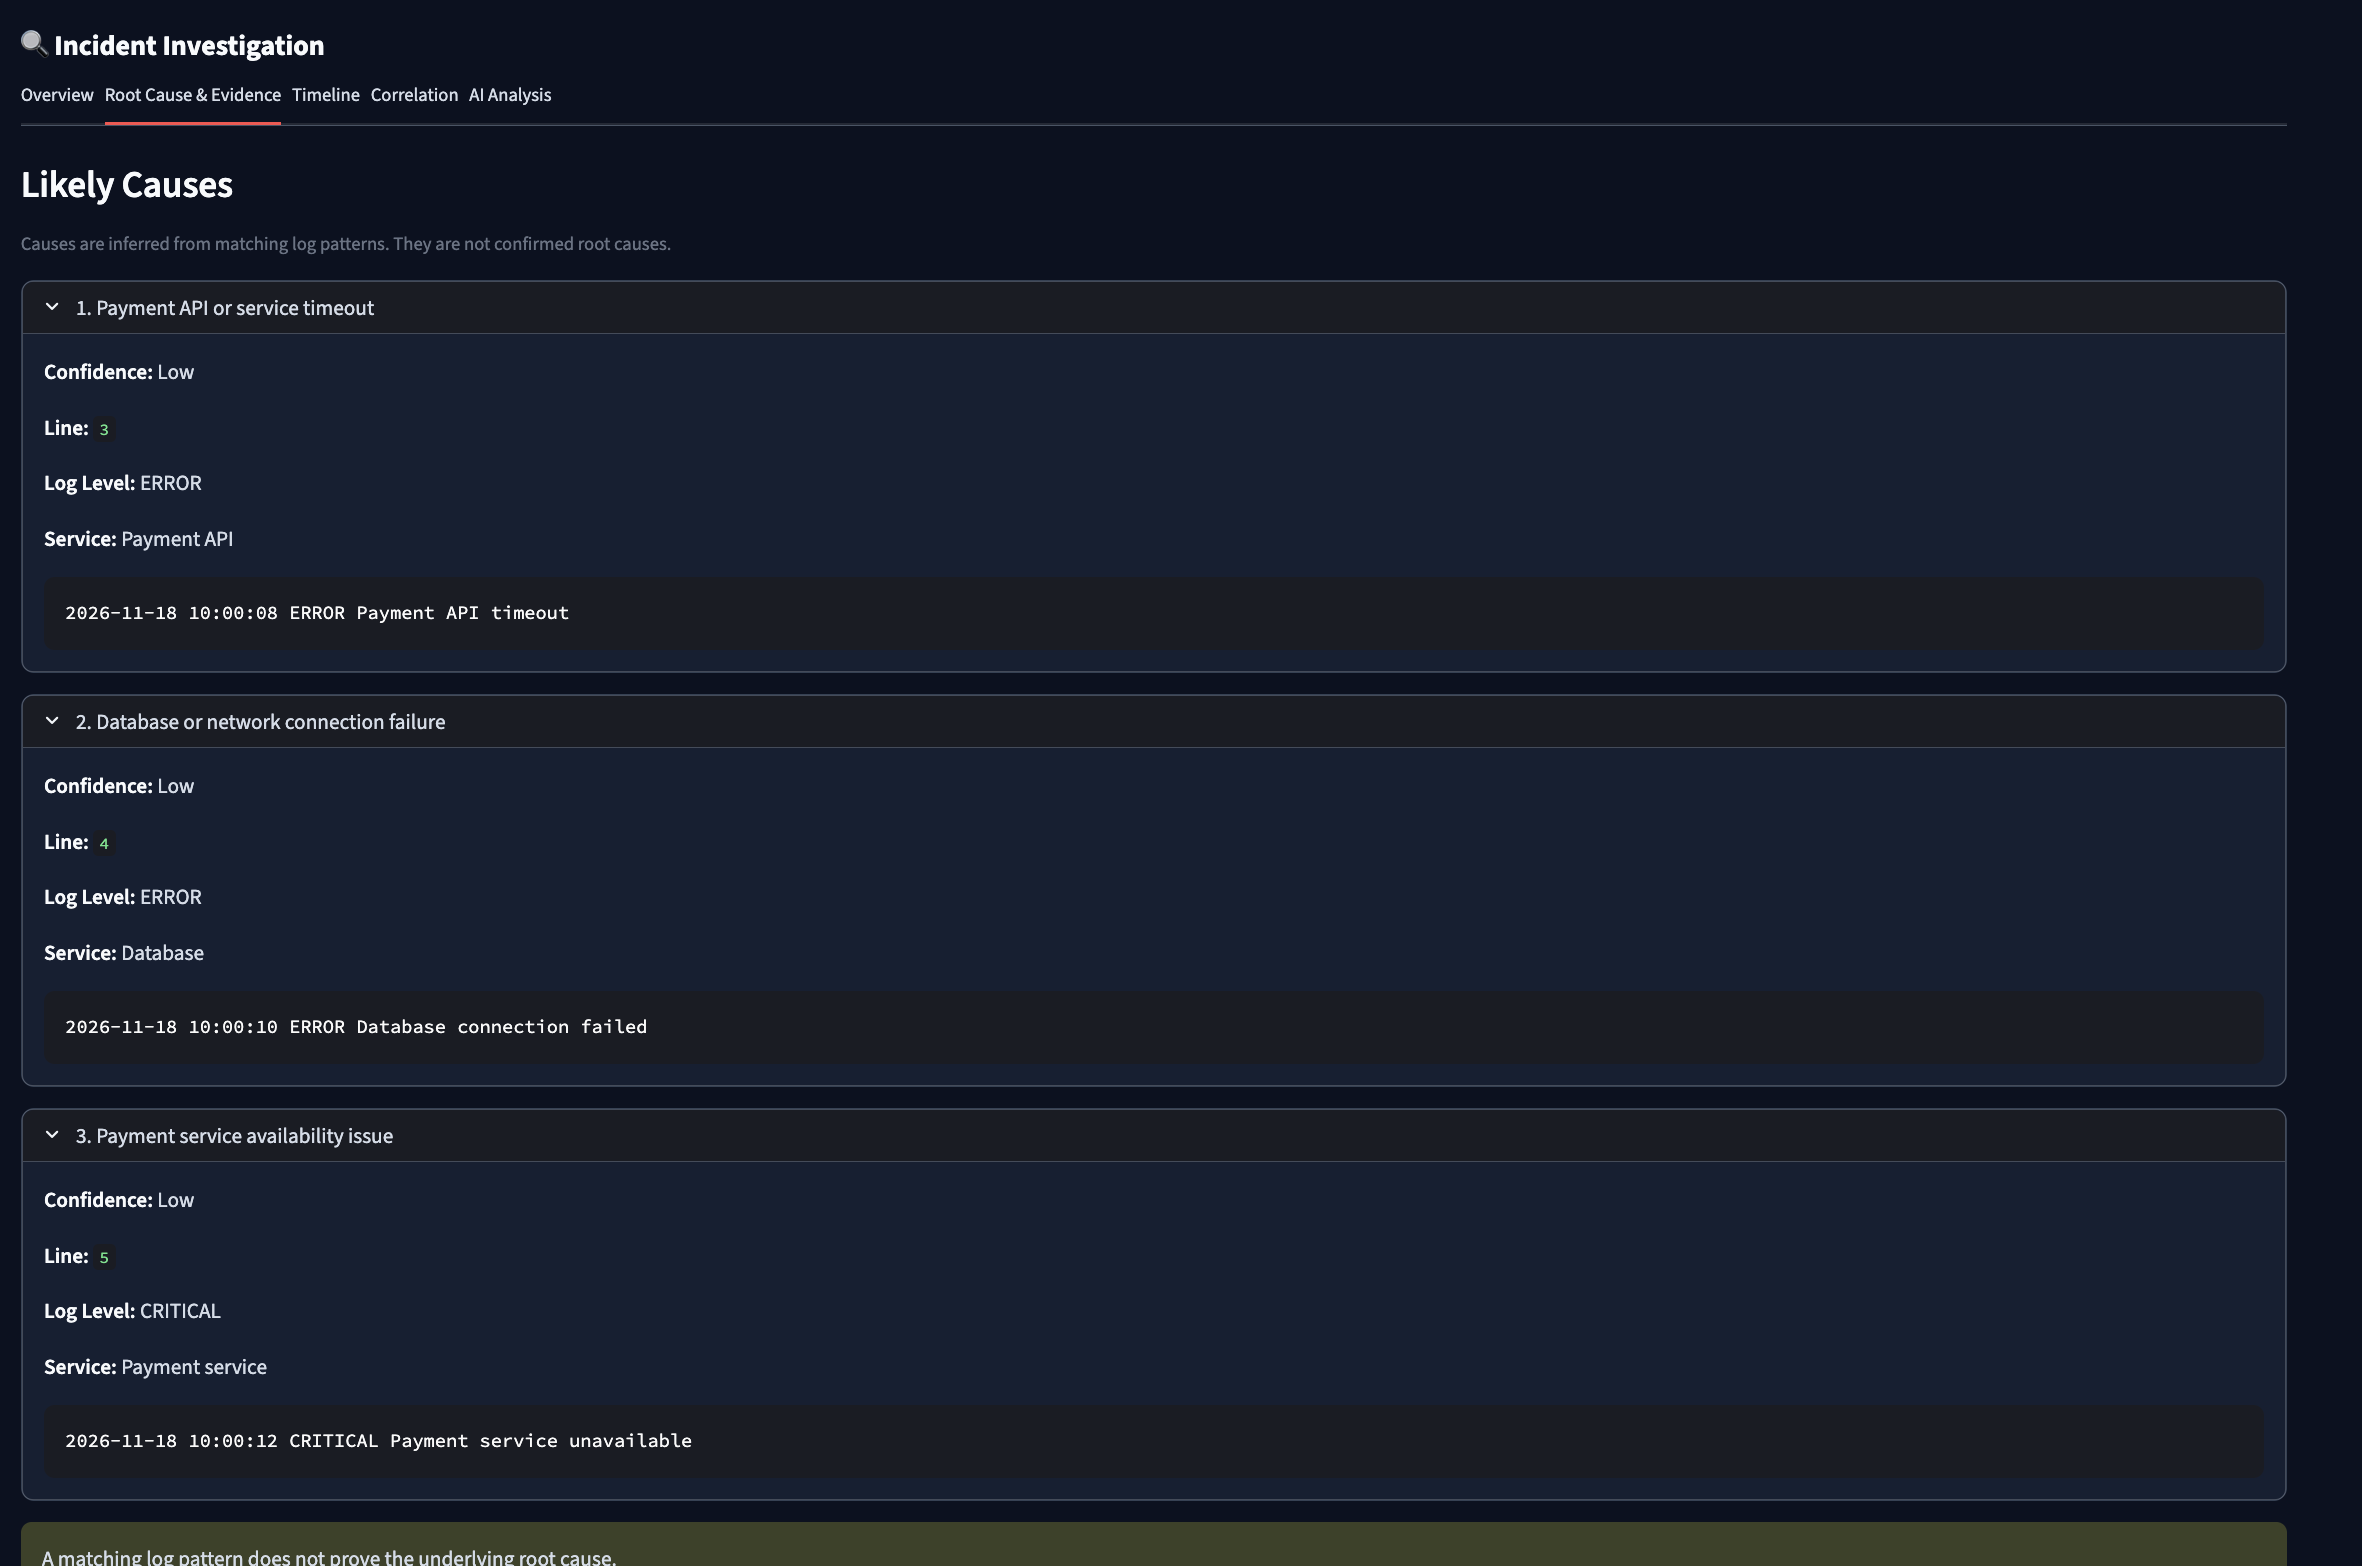 Incident Investigation
Overview Root Cause & Evidence Timeline Correlation AI Analysis
Likely Causes
Causes are inferred from matching log patterns. They are not confirmed root causes.
1. Payment API or service timeout
Confidence: Low
Line: 3
Log Level: ERROR
Service: Payment API
2026-11-18 10:00:08 ERROR Payment API timeout
2. Database or network connection failure
Confidence: Low
Line: 4
Log Level: ERROR
Service: Database
2026-11-18 10:00:10 ERROR Database connection failed
3. Payment service availability issue
Confidence: Low
Line: 5
Log Level: CRITICAL
Service: Payment service
2026-11-18 10:00:12 CRITICAL Payment service unavailable
A matching log pattern does not prove the underlying root cause.